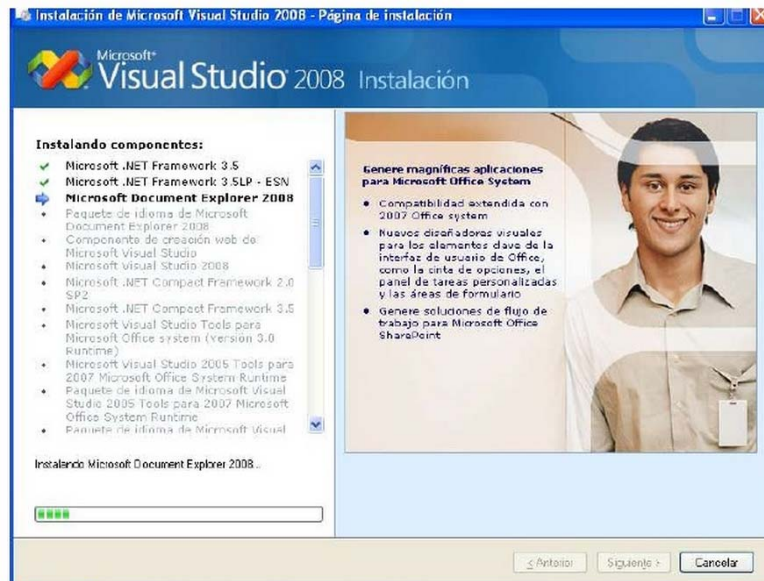 Instalación de Microsoft Visual Studio 2008 - Página de instalación
Microsoft®
Visual Studio® 2008 Instalación
Instalando componentes:
Microsoft .NET Framework 3.5
Microsoft .NET Framework 3.5LP - ESN
Microsoft Document Explorer 2008
Paquete de idioma de Microsoft
Document Explorer 2008
Componente de creación web de
Microsoft Visual Studio
Microsoft Visual Studio 2008
Microsoft .NET Compact Framework 2.0
SP2
Microsoft .NET Compact Framework 3.5
Microsoft Visual Studio Tools para
Microsoft Office system (versión 3.0
Runtime)
Microsoft Visual Studio 2005 Tools para
2007 Microsoft Office System Runtime
Paquete de idioma de Microsoft Visual
Studio 2005 Tools para 2007 Microsoft
Office System Runtime
Paquete de idioma de Microsoft Visual
Instalando Microsoft Document Explorer 2008...
Genere magníficas aplicaciones
para Microsoft Office System
Compatibilidad extendida con
2007 Office system
Nuevos diseñadores visuales
para los elementos clave de la
interfaz de usuario de Office,
como la cinta de opciones, el
panel de tareas personalizadas
y las áreas de formulario
Genere soluciones de flujo de
trabajo para Microsoft Office
SharePoint
< Anterior
Siguiente >
Cancelar